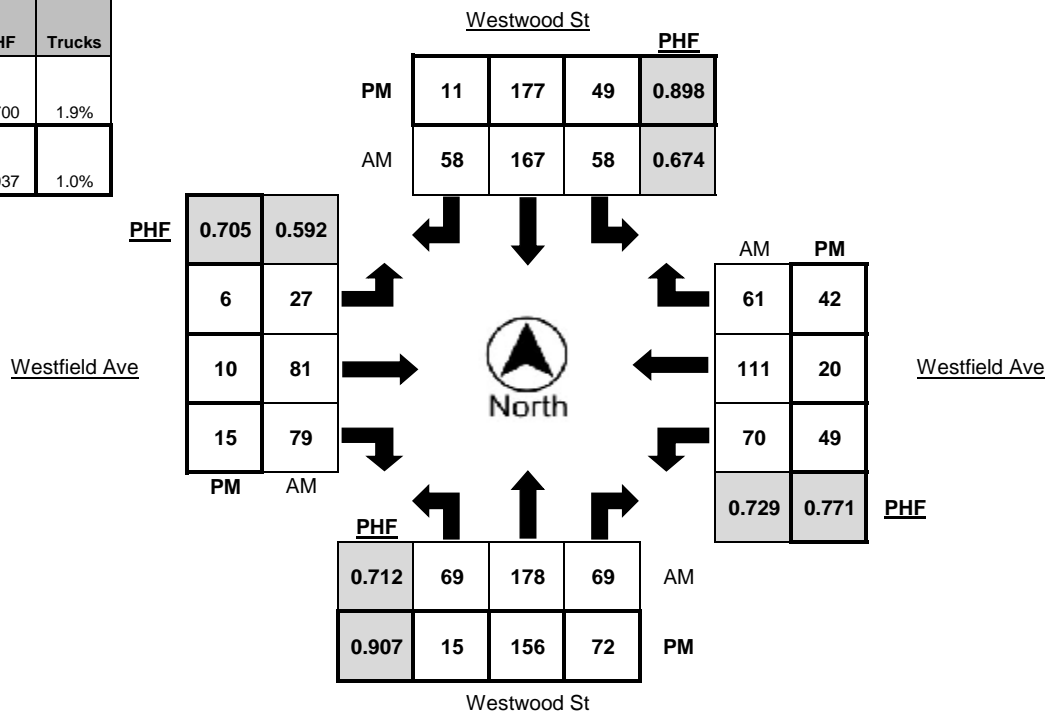 Westwood St
PHF
Trucks
1.9%
1.0%
PM 11 177 49 0.898
AM 58 167 58 0.674
PHF 0.705 0.592
6 27
10 81
15 79
PM AM
Westfield Ave
AM PM
61 42
111 20
70 49
0.729 0.771 PHF
Westfield Ave
North
PHF
0.712 69 178 69 AM
0.907 15 156 72 PM
Westwood St